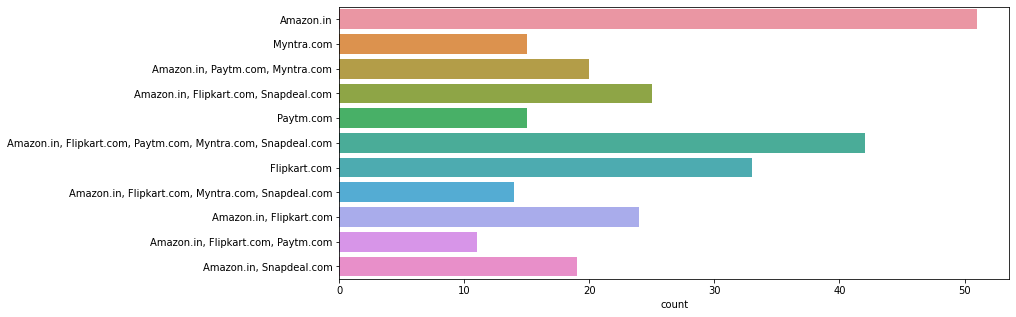 Amazon.in
Myntra.com
Amazon.in, Paytm.com, Myntra.com
Amazon.in, Flipkart.com, Snapdeal.com
Paytm.com
Amazon.in, Flipkart.com, Paytm.com, Myntra.com, Snapdeal.com
Flipkart.com
Amazon.in, Flipkart.com, Myntra.com, Snapdeal.com
Amazon.in, Flipkart.com
Amazon.in, Flipkart.com, Paytm.com
Amazon.in, Snapdeal.com
0 10 20 30 40 50
count